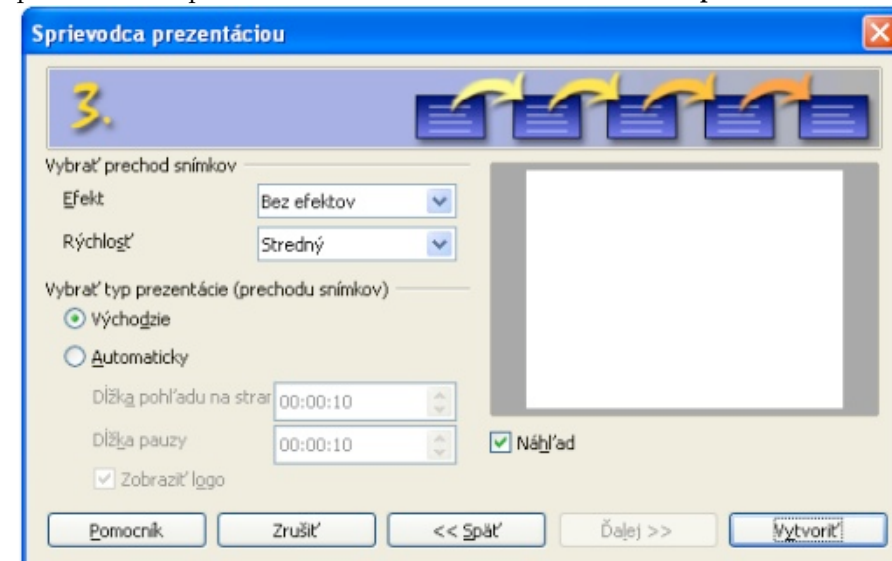 Sprievodca prezentáciou
3.
Vybrať prechod snímkov
Efekt
Bez efektov
Rýchlosť
Stredný
Vybrať typ prezentácie (prechodu snímkov)
Východzie
Automaticky
Dĺžka pohľadu na strar
00:00:10
Dĺžka pauzy
00:00:10
Zobraziť logo
Náhľad
Pomocník
Zrušiť
<< Späť
Ďalej >>
Vytvoriť